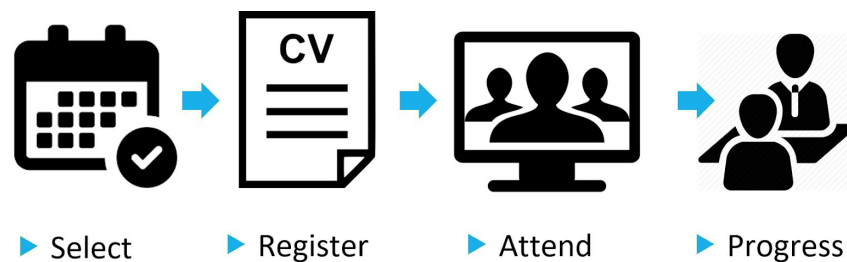 CV
Select
Register
Attend
Progress